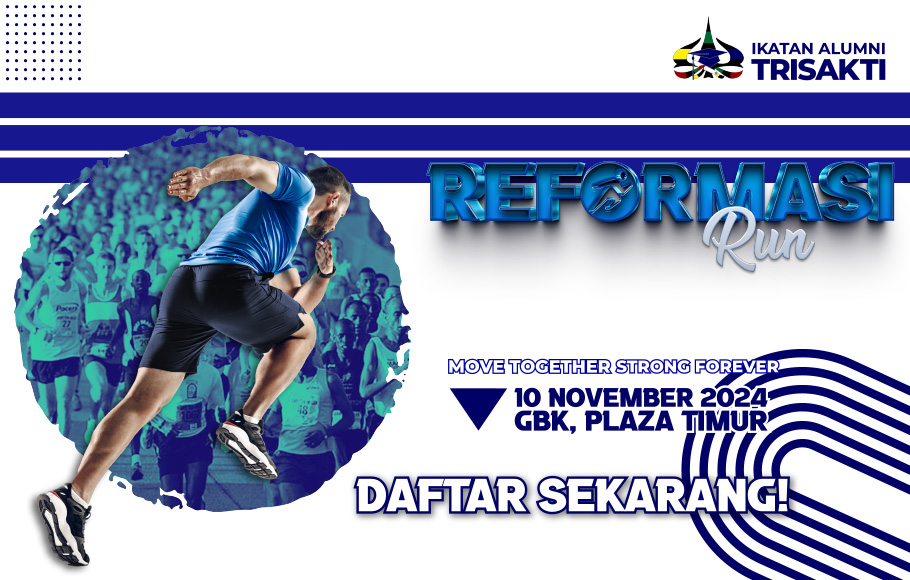 IKATAN ALUMNI
TRISAKTI
REFORMASI
Run
MOVE TOGETHER STRONG FOREVER
10 NOVEMBER 2024
GBK, PLAZA TIMUR
DAFTAR SEKARANG!